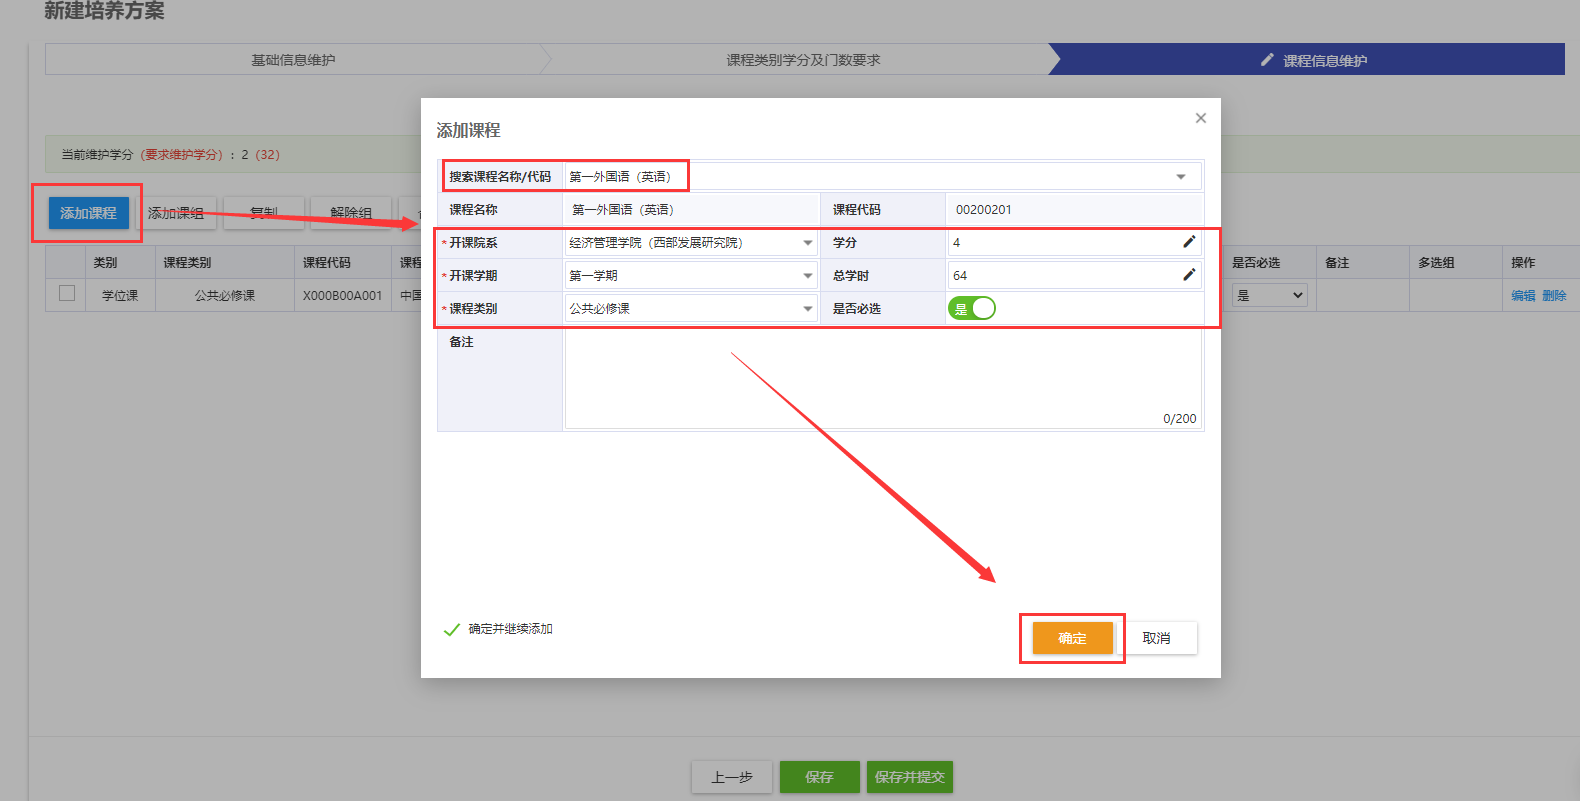 新建培养方案
基础信息维护
课程类别学分及门数要求
课程信息维护
当前维护学分（要求维护学分）：2（32）
添加课程
添加课组
复制
解除组
类别
课程类别
课程代码
课程
是否必选
备注
多选组
操作
学位课
公共必修课
X000B00A001
中国
是
编辑 删除
添加课程
×
搜索课程名称/代码
第一外国语（英语）
课程名称
第一外国语（英语）
课程代码
00200201
*开课院系
经济管理学院（西部发展研究院）
学分
4
*开课学期
第一学期
总学时
64
*课程类别
公共必修课
是否必选
是
备注
0/200
确定并继续添加
确定
取消
上一步
保存
保存并提交